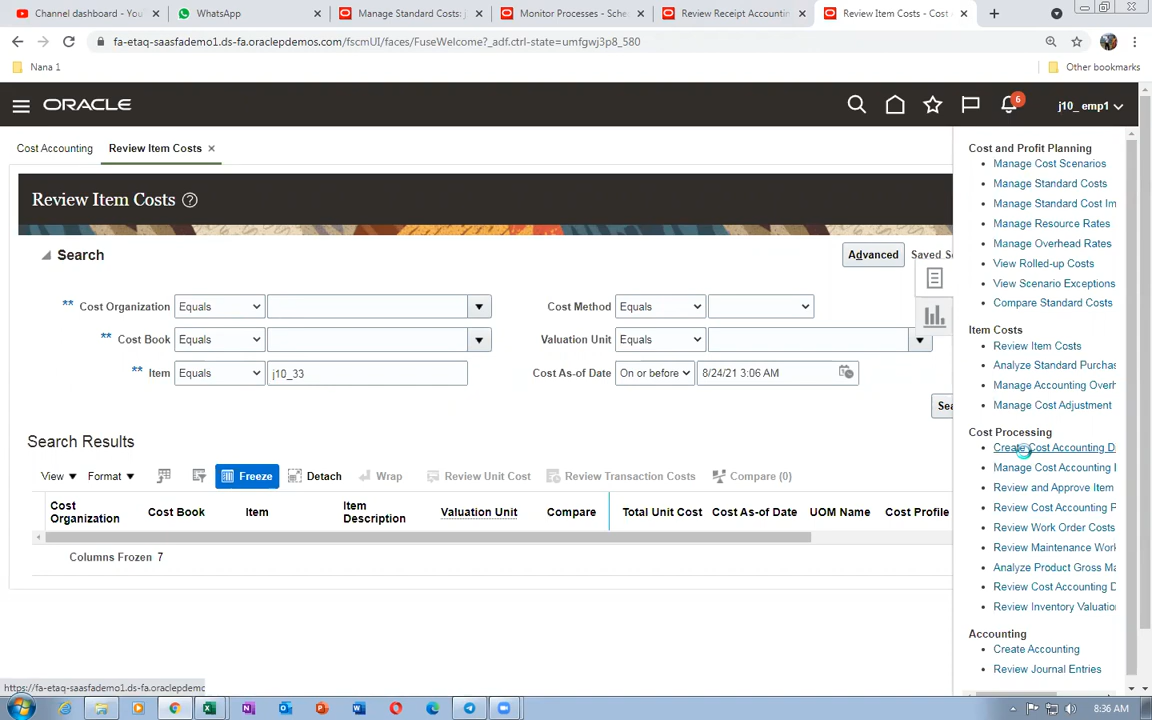 Channel dashboard - You
WhatsApp
Manage Standard Costs: j
Monitor Processes - Sche
Review Receipt Accountin
Review Item Costs - Cost
fa-etaq-saasfademo1.ds-fa.oraclepdemos.com/fscmUI/faces/FuseWelcome?_adf.ctrl-state=umfgwj3p8_580
Nana 1
Other bookmarks
ORACLE
6
j10_ emp1
Cost Accounting
Review Item Costs
Review Item Costs
Search
Advanced
Saved Se
** Cost Organization Equals
Cost Method Equals
** Cost Book Equals
Valuation Unit Equals
** Item Equals j10_33
Cost As-of Date On or before 8/24/21 3:06 AM
Sea
Search Results
View Format Freeze Detach Wrap Review Unit Cost Review Transaction Costs Compare (0)
Cost Organization
Cost Book
Item
Item Description
Valuation Unit
Compare
Total Unit Cost
Cost As-of Date
UOM Name
Cost Profile
Columns Frozen 7
Cost and Profit Planning
Manage Cost Scenarios
Manage Standard Costs
Manage Standard Cost Im
Manage Resource Rates
Manage Overhead Rates
View Rolled-up Costs
View Scenario Exceptions
Compare Standard Costs
Item Costs
Review Item Costs
Analyze Standard Purchas
Manage Accounting Overh
Manage Cost Adjustment
Cost Processing
Create Cost Accounting D
Manage Cost Accounting I
Review and Approve Item
Review Cost Accounting P
Review Work Order Costs
Review Maintenance Work
Analyze Product Gross Ma
Review Cost Accounting D
Review Inventory Valuation
Accounting
Create Accounting
Review Journal Entries
https://fa-etaq-saasfademo1.ds-fa.oraclepdemo
8:36 AM